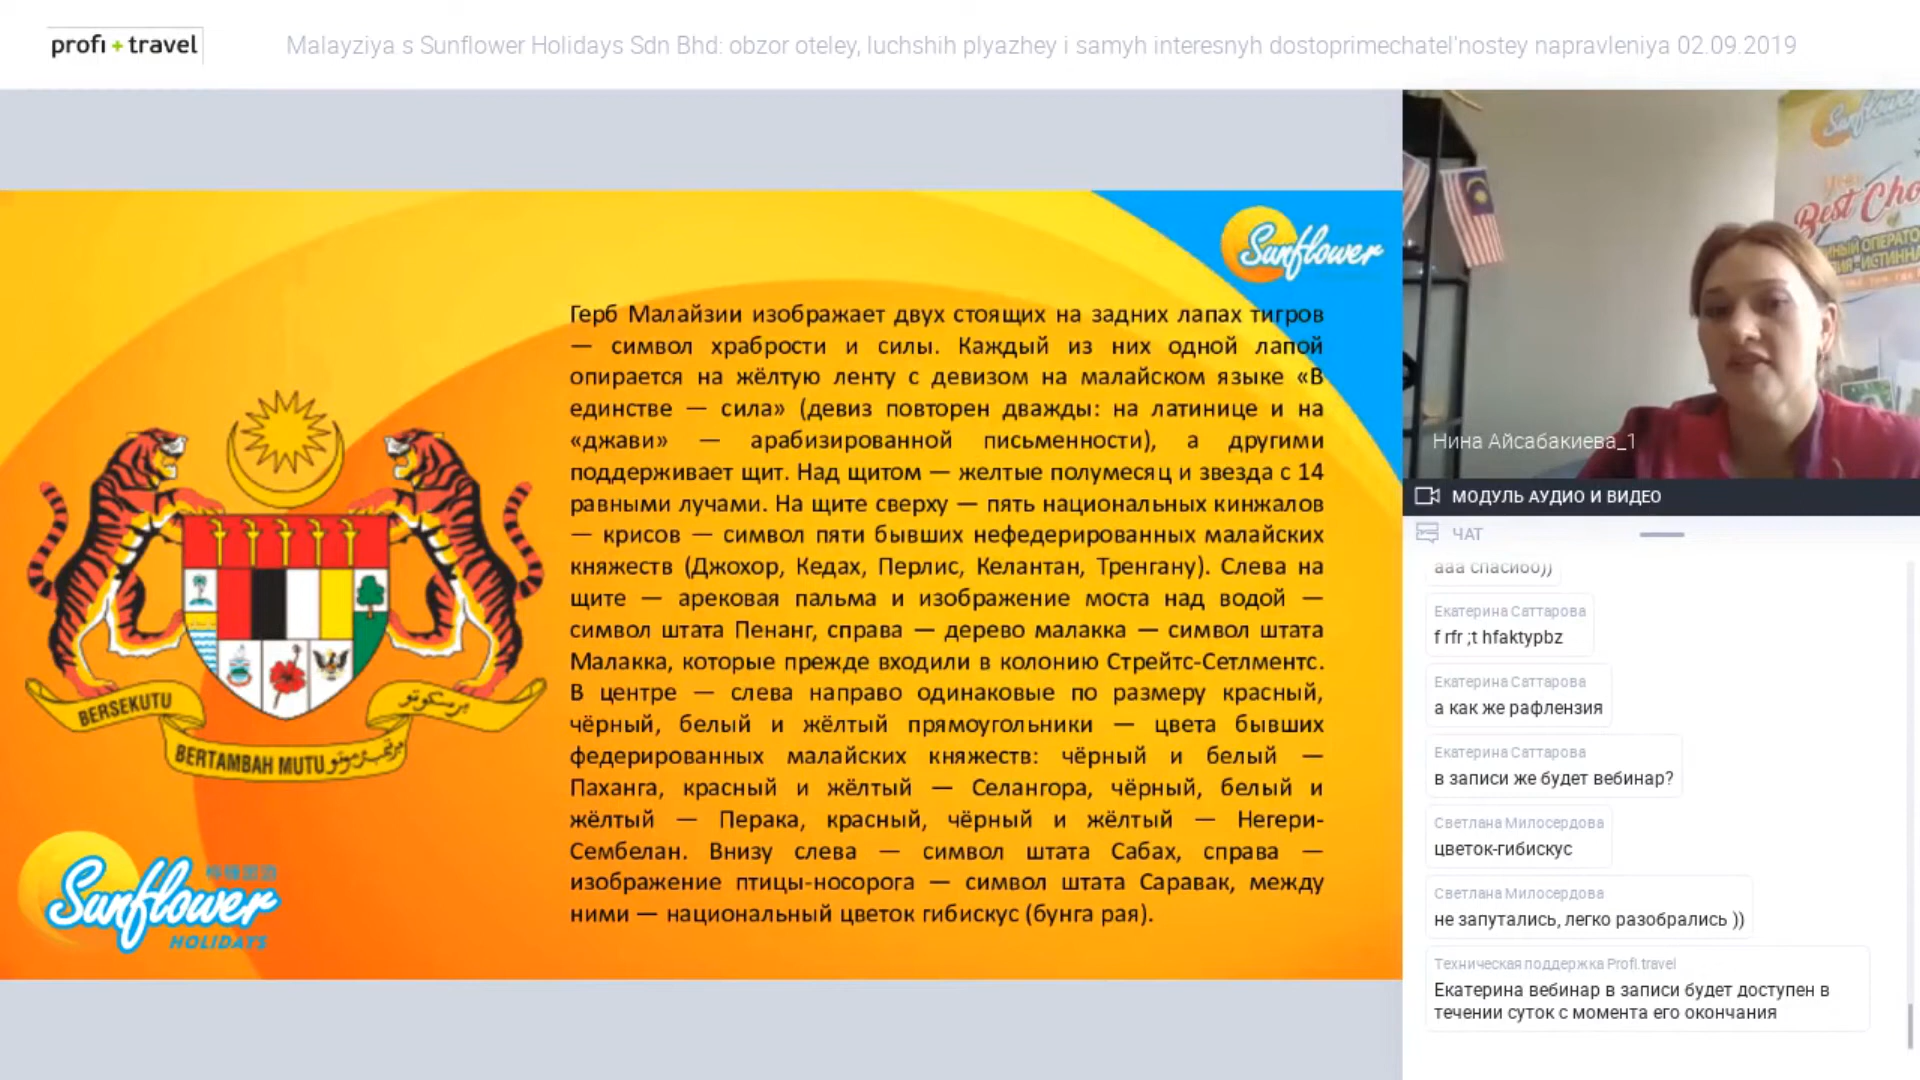 profi + travel
Malayziya s Sunflower Holidays Sdn Bhd: obzor oteley, luchshih plyazhey i samyh interesnyh dostoprimechatel'nostey napravleniya 02.09.2019
Sunflower
Герб Малайзии изображает двух стоящих на задних лапах тигров
— символ храбрости и силы. Каждый из них одной лапой
опирается на жёлтую ленту с девизом на малайском языке «В
единстве — сила» (девиз повторен дважды: на латинице и на
«джави» — арабизированной письменности), а другими
поддерживает щит. Над щитом — желтые полумесяц и звезда с 14
равными лучами. На щите сверху — пять национальных кинжалов
— крисов — символ пяти бывших нефедерированных малайских
княжеств (Джохор, Кедах, Перлис, Келантан, Тренгану). Слева на
щите — арековая пальма и изображение моста над водой —
символ штата Пенанг, справа — дерево малакка — символ штата
Малакка, которые прежде входили в колонию Стрейтс-Сетлментс.
В центре — слева направо одинаковые по размеру красный,
чёрный, белый и жёлтый прямоугольники — цвета бывших
федерированных малайских княжеств: чёрный и белый —
Паханга, красный и жёлтый — Селангора, чёрный, белый и
жёлтый — Перака, красный, чёрный и жёлтый — Негери-
Сембелан. Внизу слева — символ штата Сабах, справа —
изображение птицы-носорога — символ штата Саравак, между
ними — национальный цветок гибискус (бунга рая).
BERSEKUTU
BERTAMBAH MUTU
Sunflower
HOLIDAYS
Sunflower
Best Cho
Нина Айсабакиева_1
МОДУЛЬ АУДИО И ВИДЕО
ЧАТ
ааа спасибо))
Екатерина Саттарова
f rfr ;t hfaktypbz
Екатерина Саттарова
а как же рафлензия
Екатерина Саттарова
в записи же будет вебинар?
Светлана Милосердова
цветок-гибискус
Светлана Милосердова
не запутались, легко разобрались ))
Техническая поддержка Profi.travel
Екатерина вебинар в записи будет доступен в
течении суток с момента его окончания